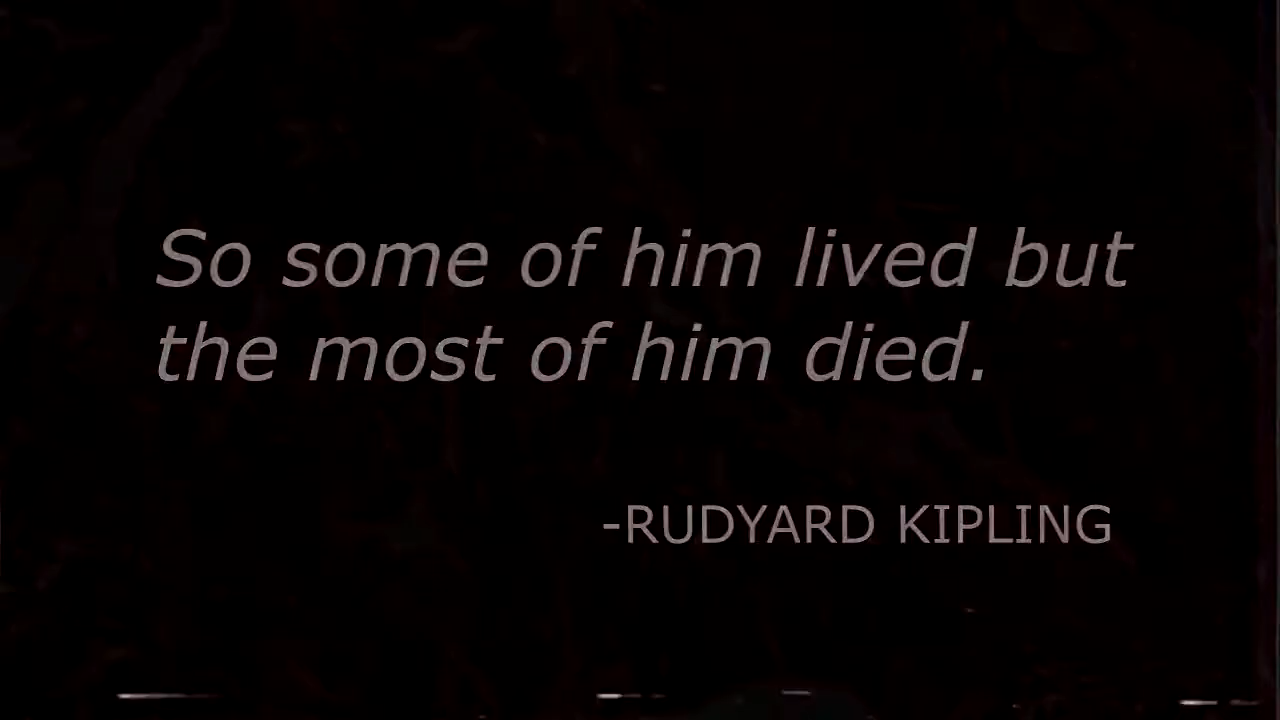 So some of him lived but
the most of him died.
-RUDYARD KIPLING